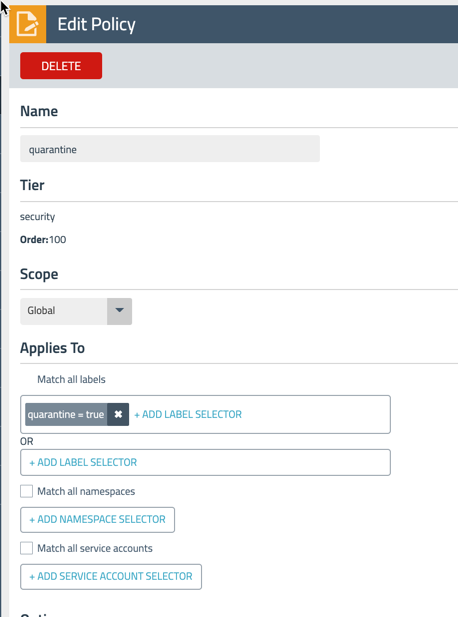 Edit Policy
DELETE
Name
quarantine
Tier
security
Order:100
Scope
Global
Applies To
Match all labels
quarantine = true ✖ + ADD LABEL SELECTOR
OR
+ ADD LABEL SELECTOR
Match all namespaces
+ ADD NAMESPACE SELECTOR
Match all service accounts
+ ADD SERVICE ACCOUNT SELECTOR